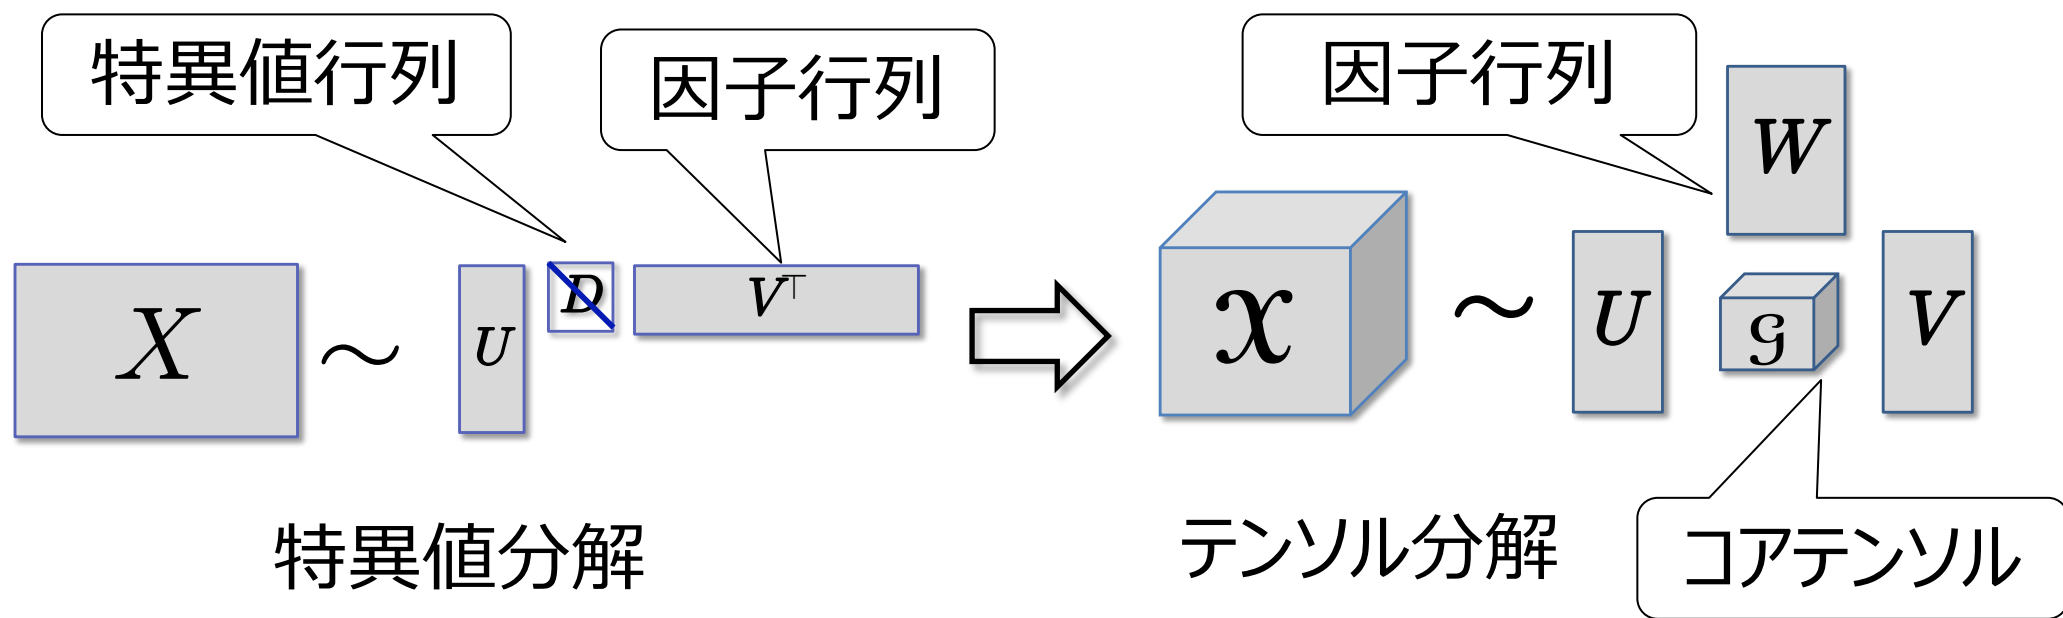 特異値行列
因子行列
因子行列
X ～ U D V⊤
𝒳 ～ U 𝒢 V
W
特異値分解
テンソル分解
コアテンソル